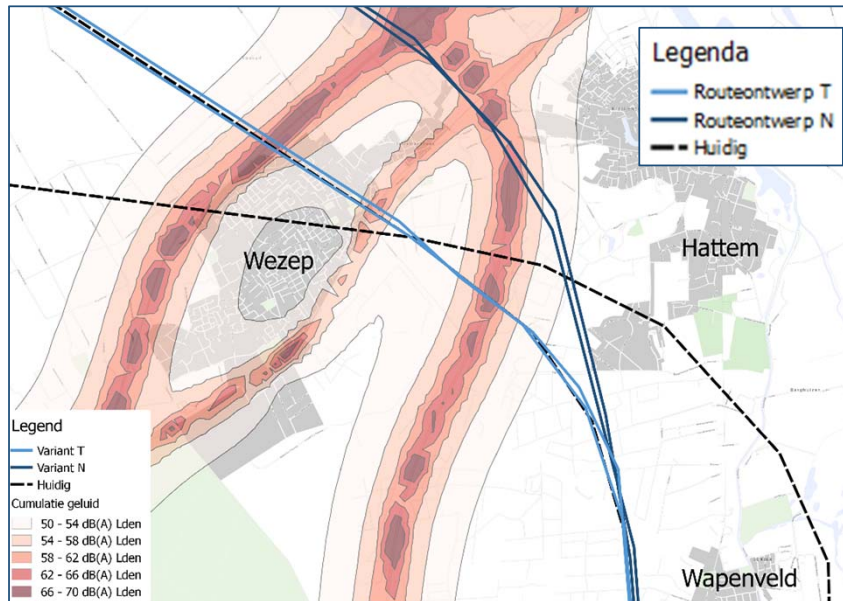 Legenda
Routeontwerp T
Routeontwerp N
Huidig
Hattem
Wezep
Legend
Variant T
Variant N
Huidig
Cumulatie geluid
50 - 54 dB(A) Lden
54 - 58 dB(A) Lden
58 - 62 dB(A) Lden
62 - 66 dB(A) Lden
66 - 70 dB(A) Lden
Wapenveld